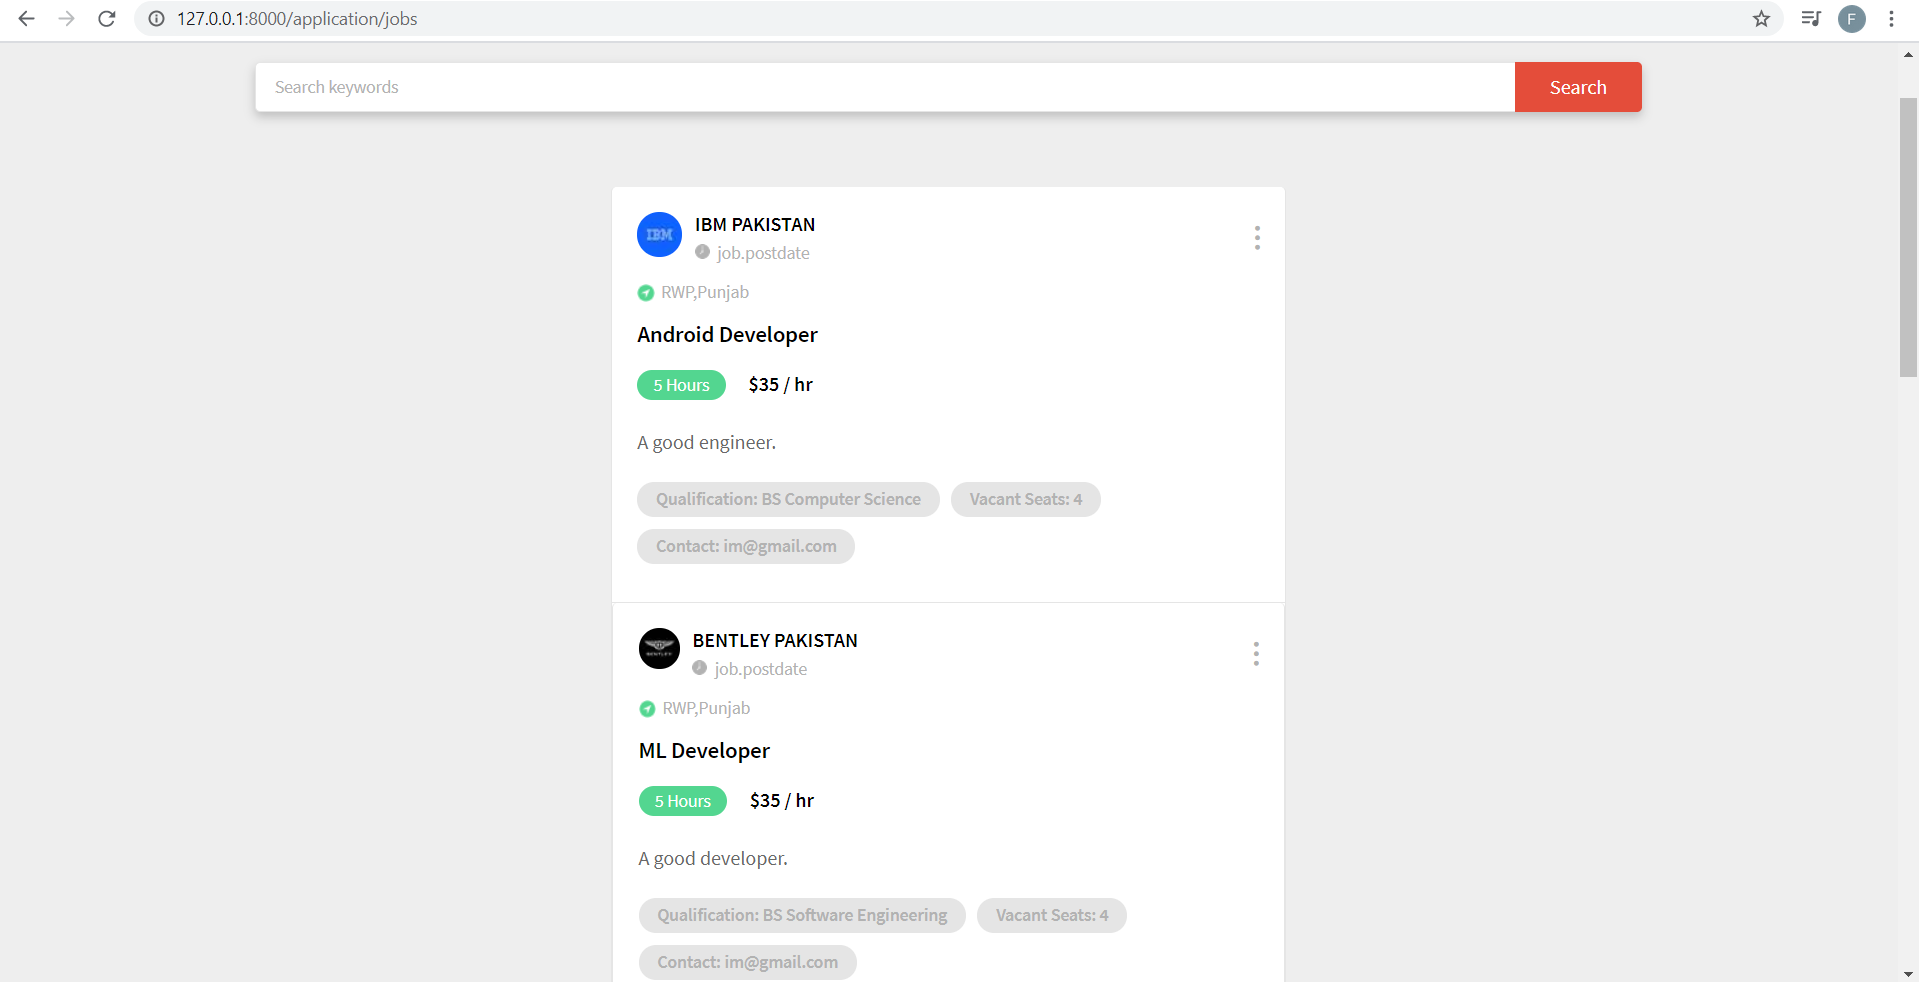 127.0.0.1:8000/application/jobs
F
Search keywords
Search
IBM
IBM PAKISTAN
job.postdate
RWP,Punjab
Android Developer
5 Hours $35 / hr
A good engineer.
Qualification: BS Computer Science Vacant Seats: 4
Contact: im@gmail.com
BENTLEY
BENTLEY PAKISTAN
job.postdate
RWP,Punjab
ML Developer
5 Hours $35 / hr
A good developer.
Qualification: BS Software Engineering Vacant Seats: 4
Contact: im@gmail.com